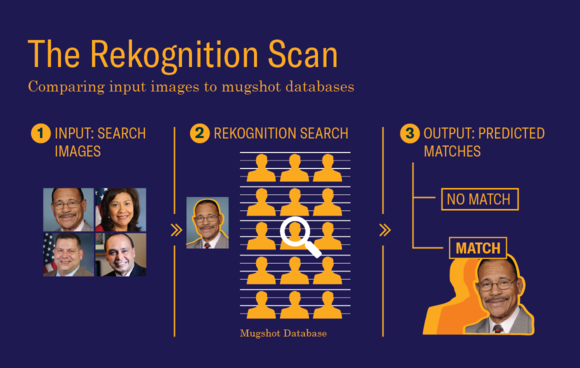 The Rekognition Scan
Comparing input images to mugshot databases
1 INPUT: SEARCH
IMAGES
2 REKOGNITION SEARCH
Mugshot Database
3 OUTPUT: PREDICTED
MATCHES
NO MATCH
MATCH